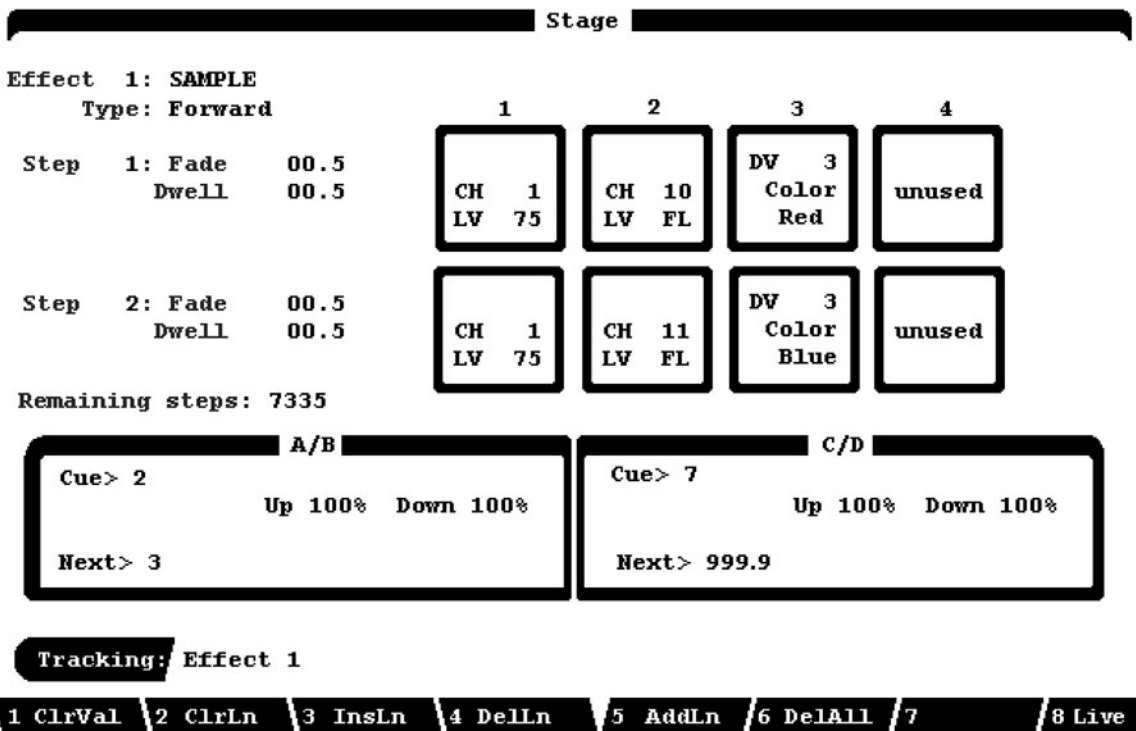 Stage
Effect 1: SAMPLE
Type: Forward
1 2 3 4
Step 1: Fade 00.5
Dwell 00.5
CH 1
LV 75
CH 10
LV FL
DV 3
Color
Red
unused
Step 2: Fade 00.5
Dwell 00.5
CH 1
LV 75
CH 11
LV FL
DV 3
Color
Blue
unused
Remaining steps: 7335
A/B
Cue> 2
Up 100% Down 100%
Next> 3
C/D
Cue> 7
Up 100% Down 100%
Next> 999.9
Tracking: Effect 1
1 ClrVal 2 ClrLn 3 InsLn 4 DelLn 5 AddLn 6 DelAll 7 8 Live